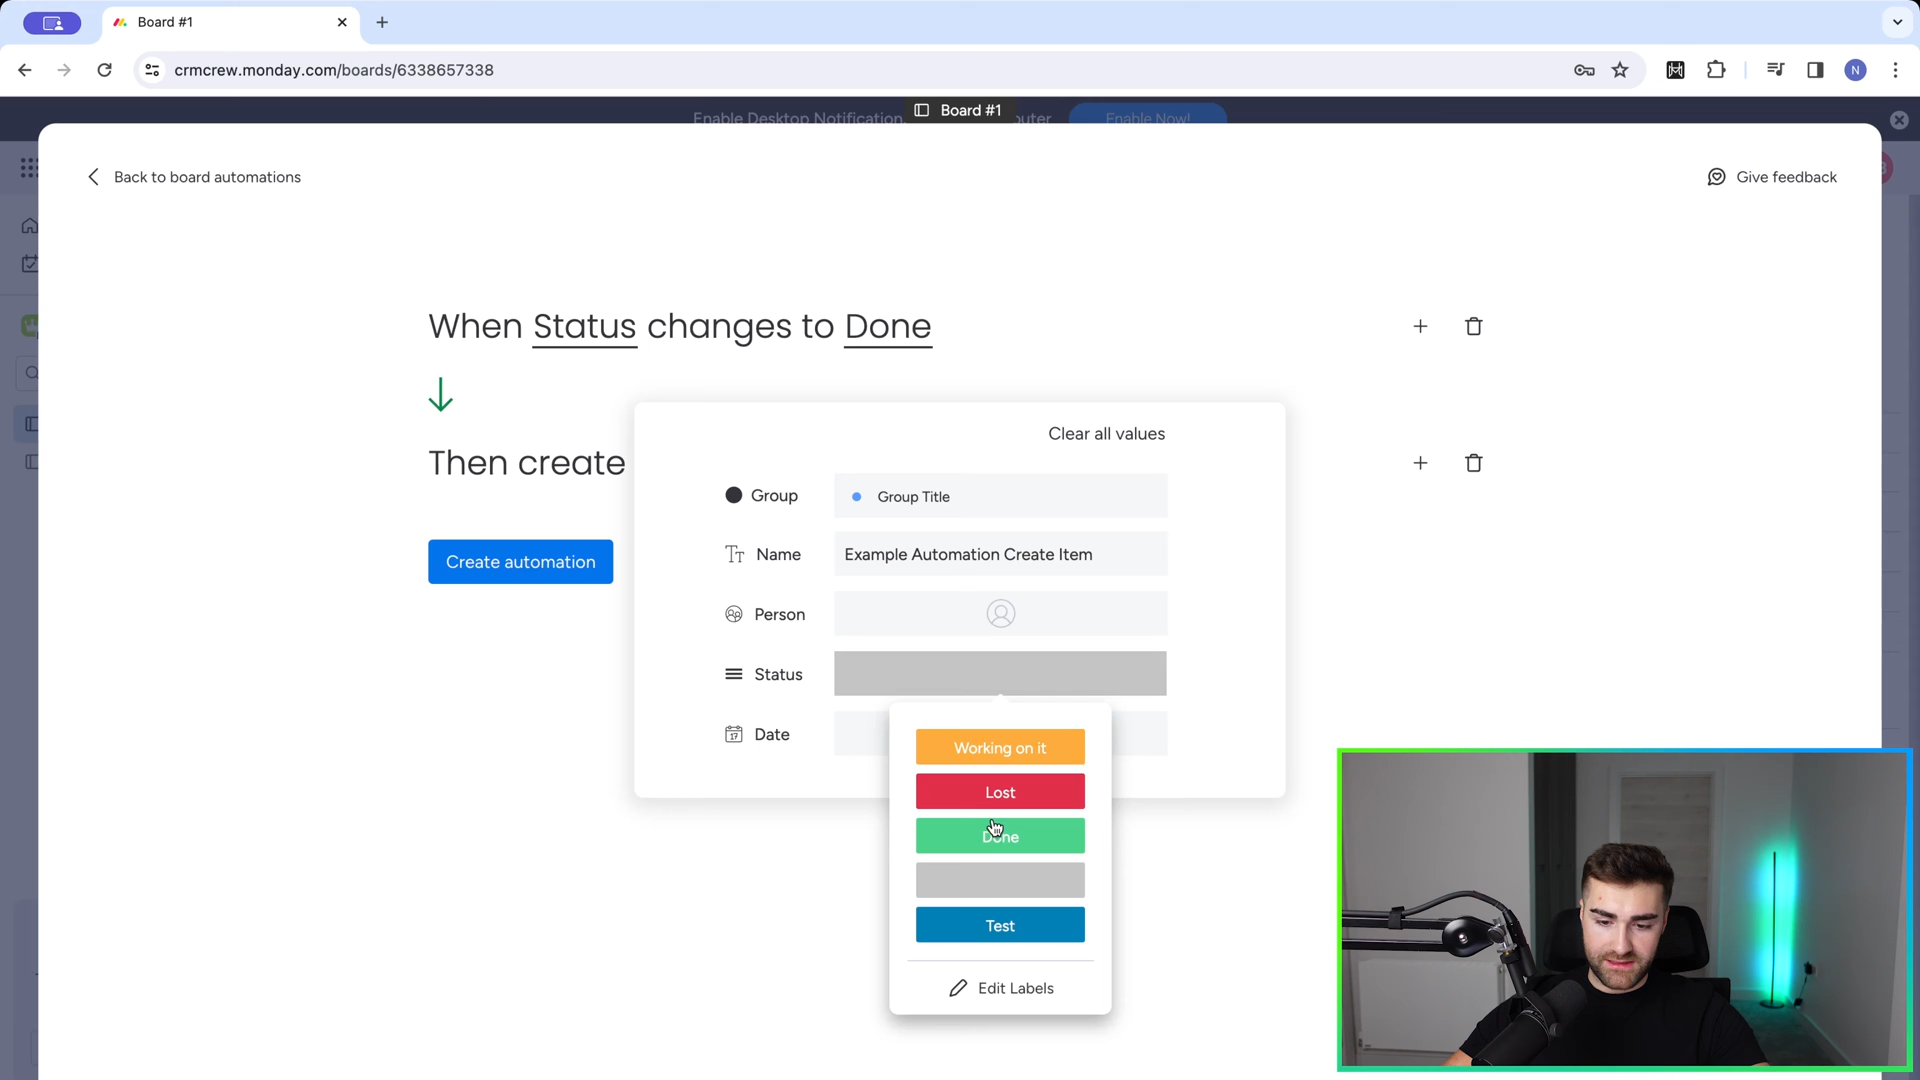 Board #1
crmcrew.monday.com/boards/6338657338
N
Enable Desktop Notification
Board #1
Enable Now!
Back to board automations
Give feedback
When Status changes to Done
Then create
Clear all values
Group
Group Title
Name
Example Automation Create Item
Person
Status
17
Date
Create automation
Working on it
Lost
Done
Test
Edit Labels